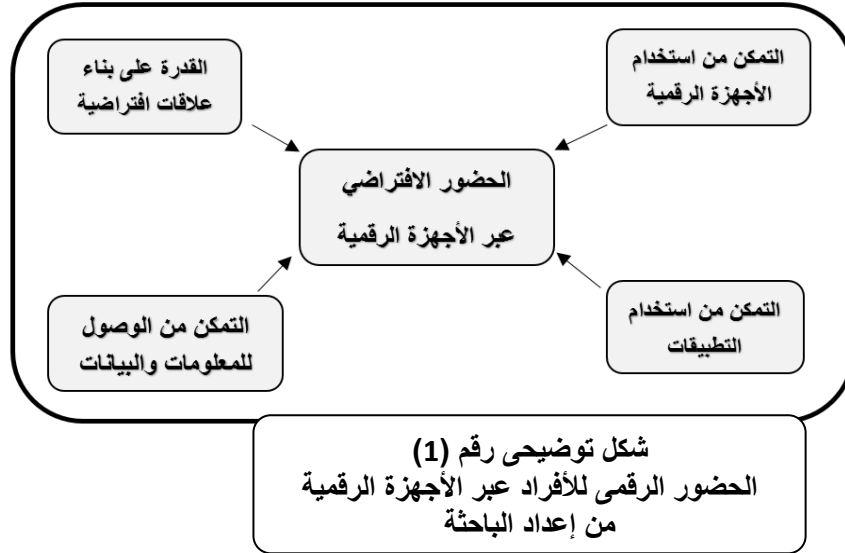 التمكن من استخدام
الأجهزة الرقمية
القدرة على بناء
علاقات افتراضية
الحضور الافتراضي
عبر الأجهزة الرقمية
التمكن من استخدام
التطبيقات
التمكن من الوصول
للمعلومات والبيانات
شكل توضيحى رقم (1)
الحضور الرقمى للأفراد عبر الأجهزة الرقمية
من إعداد الباحثة